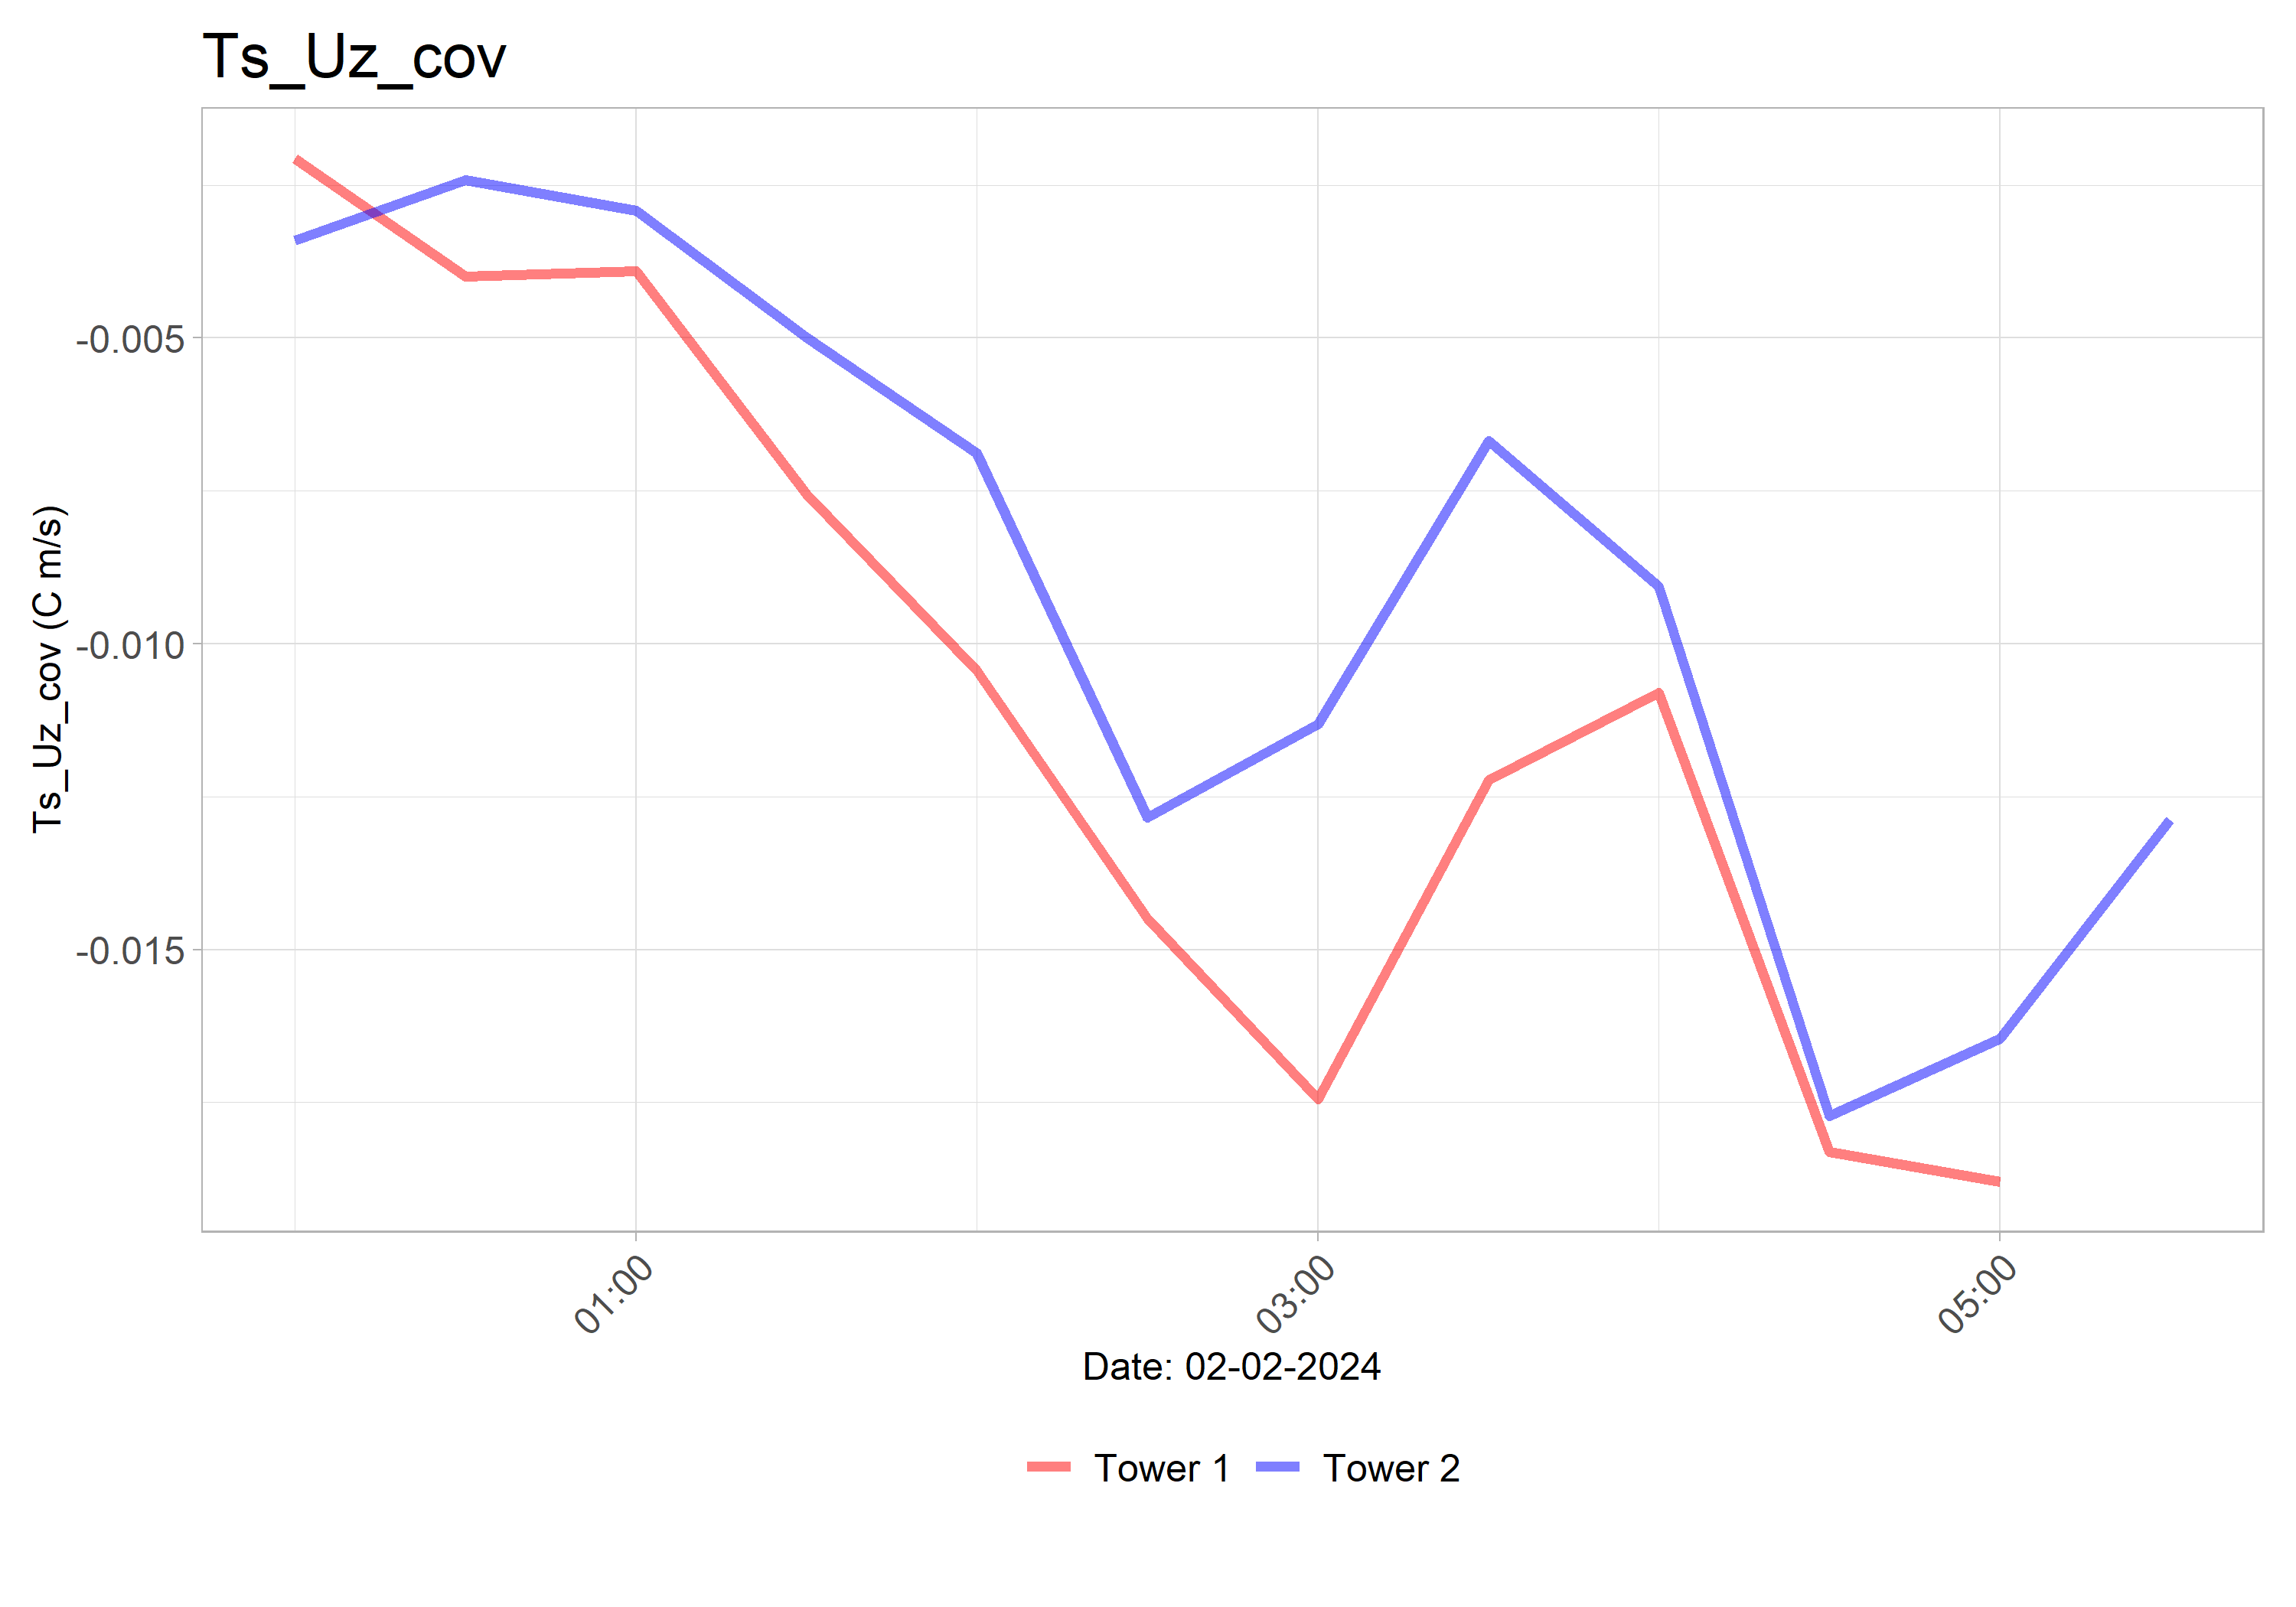 Ts_Uz_cov
Ts_Uz_cov (C m/s)
-0.005
-0.010
-0.015
01:00
03:00
05:00
Date: 02-02-2024
Tower 1
Tower 2